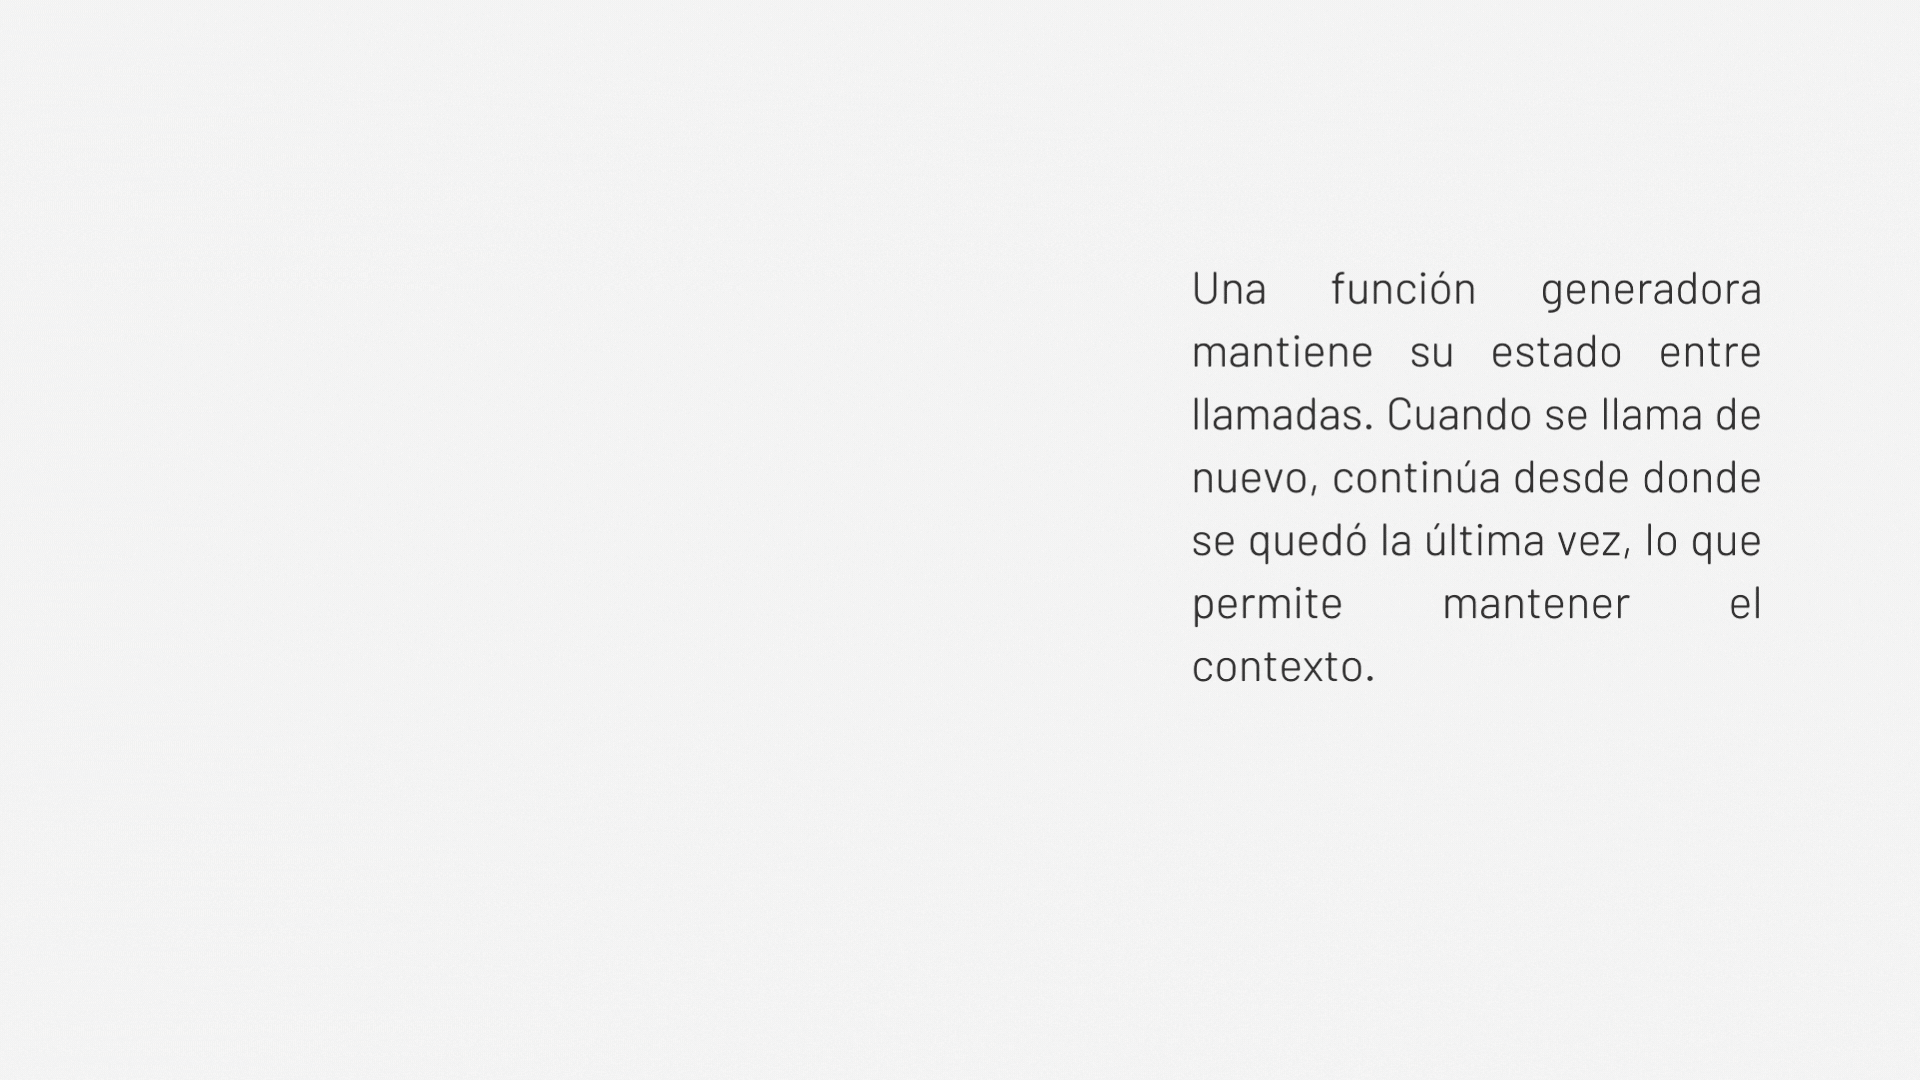 Una función generadora
mantiene su estado entre
llamadas. Cuando se llama de
nuevo, continúa desde donde
se quedó la última vez, lo que
permite mantener el
contexto.